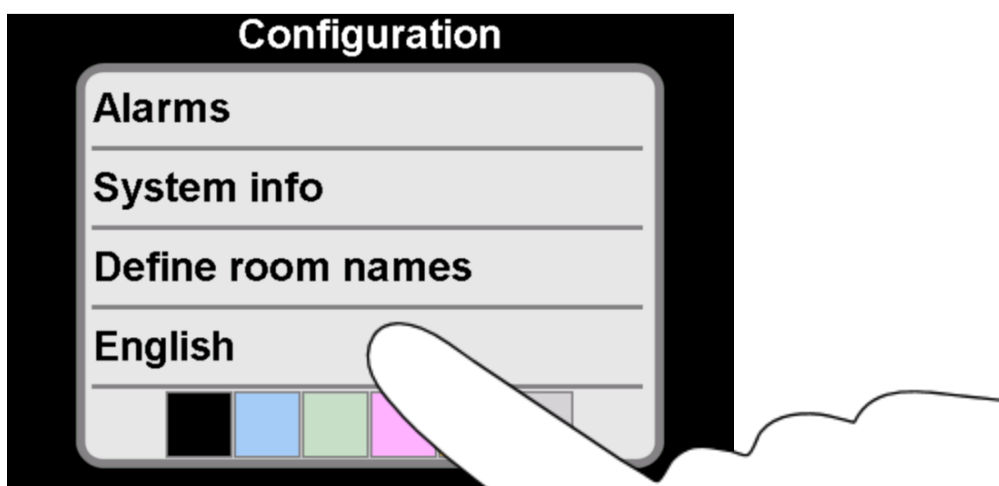 Configuration
Alarms
System info
Define room names
English